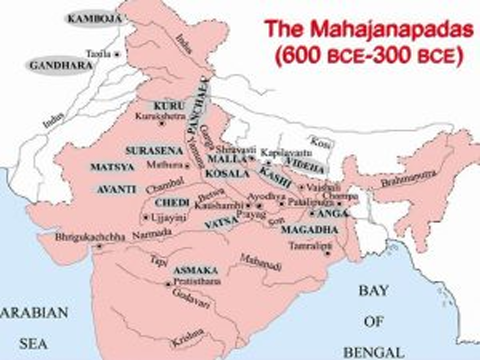 The Mahajanapadas
(600 BCE-300 BCE)
KAMBOJA
Indus
Taxila
GANDHARA
Indus
KURU
Kurukshetra
PANCHALA
Ganga
Yamuna
SURASENA
Mathura
MATSYA
AVANTI
Shravasti
MALLA
Kapilavastu
Kosi
KOSALA
KASHI
VIDEHA
Brahmaputra
Vaishali
Chambal
CHEDI
Betwa
Ayodhya
Kaushambi
Prayag
Patalipura
Champa
ANGA
Ujjayini
VATSA
Son
MAGADHA
Bhrigukachchha
Narmada
Tamralipti
Tapi
ASMAKA
Pratisthana
Mahanadi
Godavari
Krishna
ARABIAN
SEA
BAY
OF
BENGAL